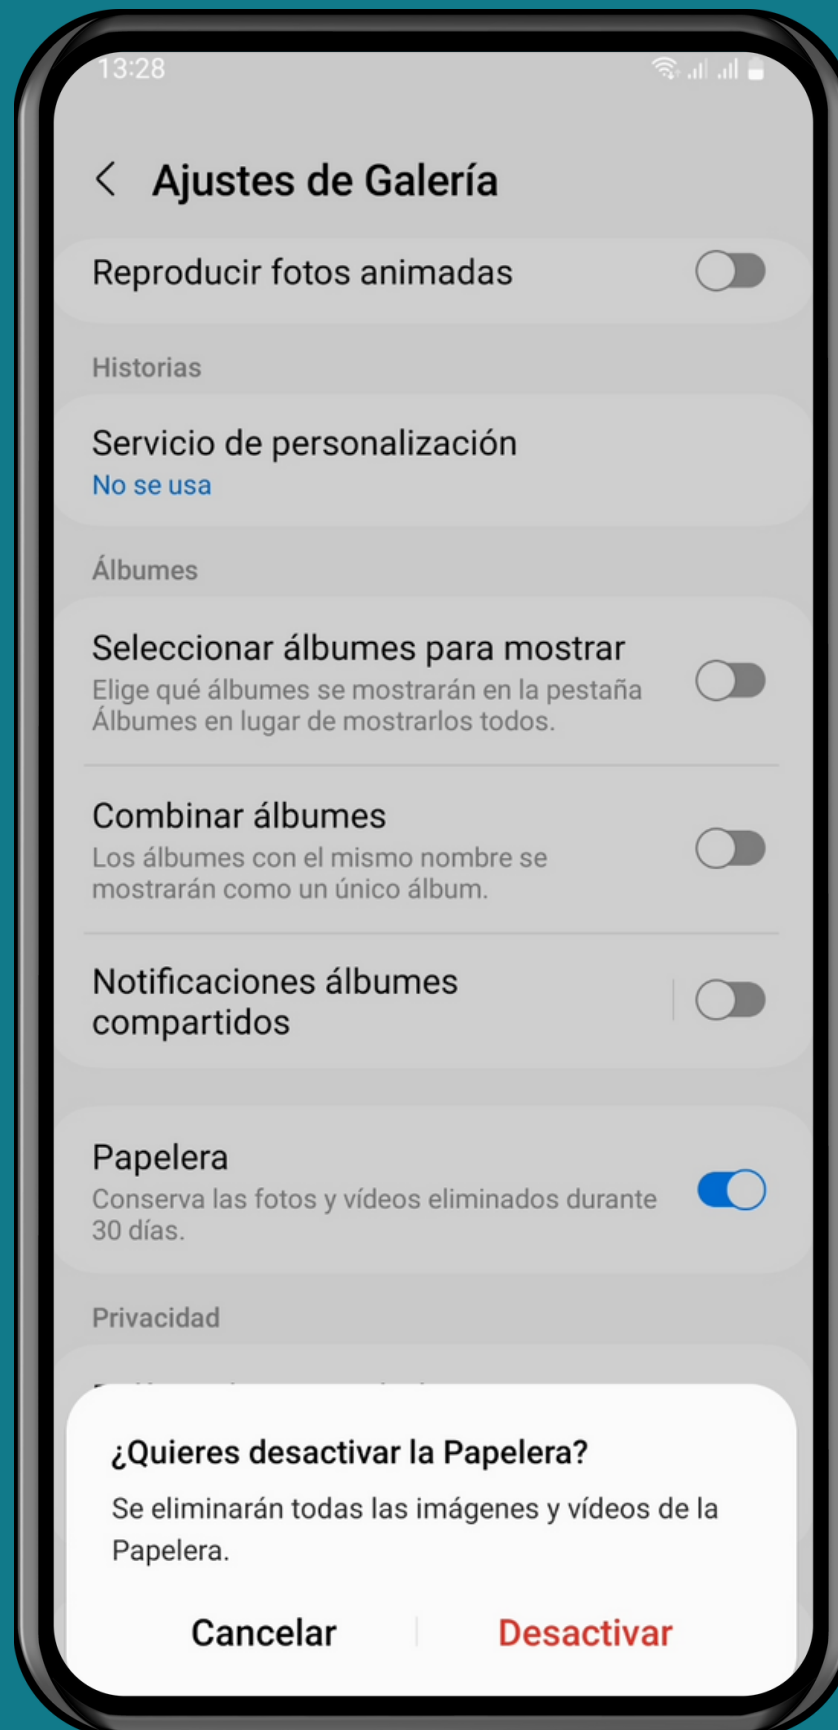 13:28
Ajustes de Galería
Reproducir fotos animadas
Historias
Servicio de personalización
No se usa
Álbumes
Seleccionar álbumes para mostrar
Elige qué álbumes se mostrarán en la pestaña
Álbumes en lugar de mostrarlos todos.
Combinar álbumes
Los álbumes con el mismo nombre se
mostrarán como un único álbum.
Notificaciones álbumes
compartidos
Papelera
Conserva las fotos y vídeos eliminados durante
30 días.
Privacidad
¿Quieres desactivar la Papelera?
Se eliminarán todas las imágenes y vídeos de la
Papelera.
Cancelar
Desactivar